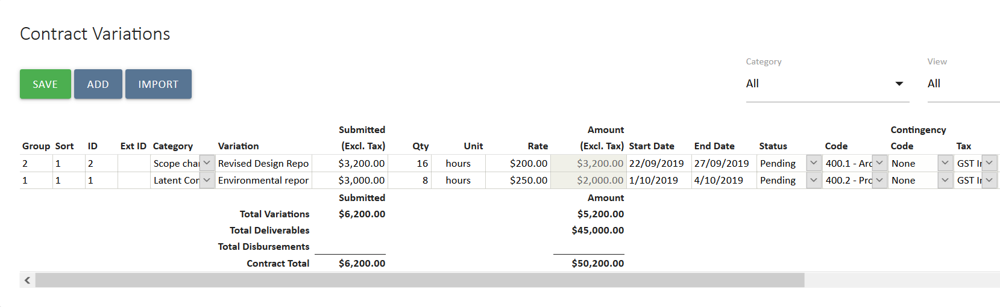 Contract Variations
Category View
SAVE ADD IMPORT All All
Submitted Amount Contingency
Group Sort ID Ext ID Category Variation (Excl. Tax) Qty Unit Rate (Excl. Tax) Start Date End Date Status Code Code Tax
2 1 2 Scope char Revised Design Repo $3,200.00 16 hours $200.00 $3,200.00 22/09/2019 27/09/2019 Pending 400.1 - Arc None GST Ir
1 1 1 Latent Cor Environmental repor $3,000.00 8 hours $250.00 $2,000.00 1/10/2019 4/10/2019 Pending 400.2 - Prc None GST Ir
Submitted Amount
Total Variations $6,200.00 $5,200.00
Total Deliverables $45,000.00
Total Disbursements
Contract Total $6,200.00 $50,200.00